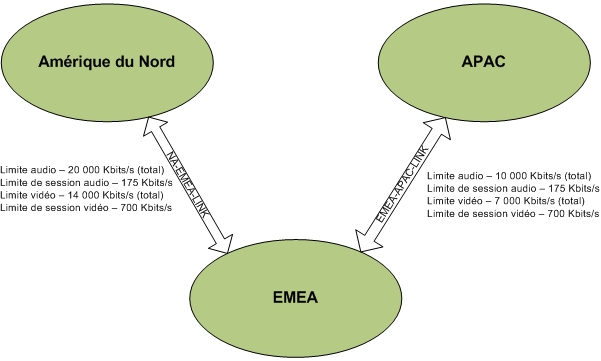 Amérique du Nord
APAC
NA-EMEA-LINK
EMEA-APAC-LINK
Limite audio – 20 000 Kbits/s (total)
Limite de session audio – 175 Kbits/s
Limite vidéo – 14 000 Kbits/s (total)
Limite de session vidéo – 700 Kbits/s
Limite audio – 10 000 Kbits/s (total)
Limite de session audio – 175 Kbits/s
Limite vidéo – 7 000 Kbits/s (total)
Limite de session vidéo – 700 Kbits/s
EMEA